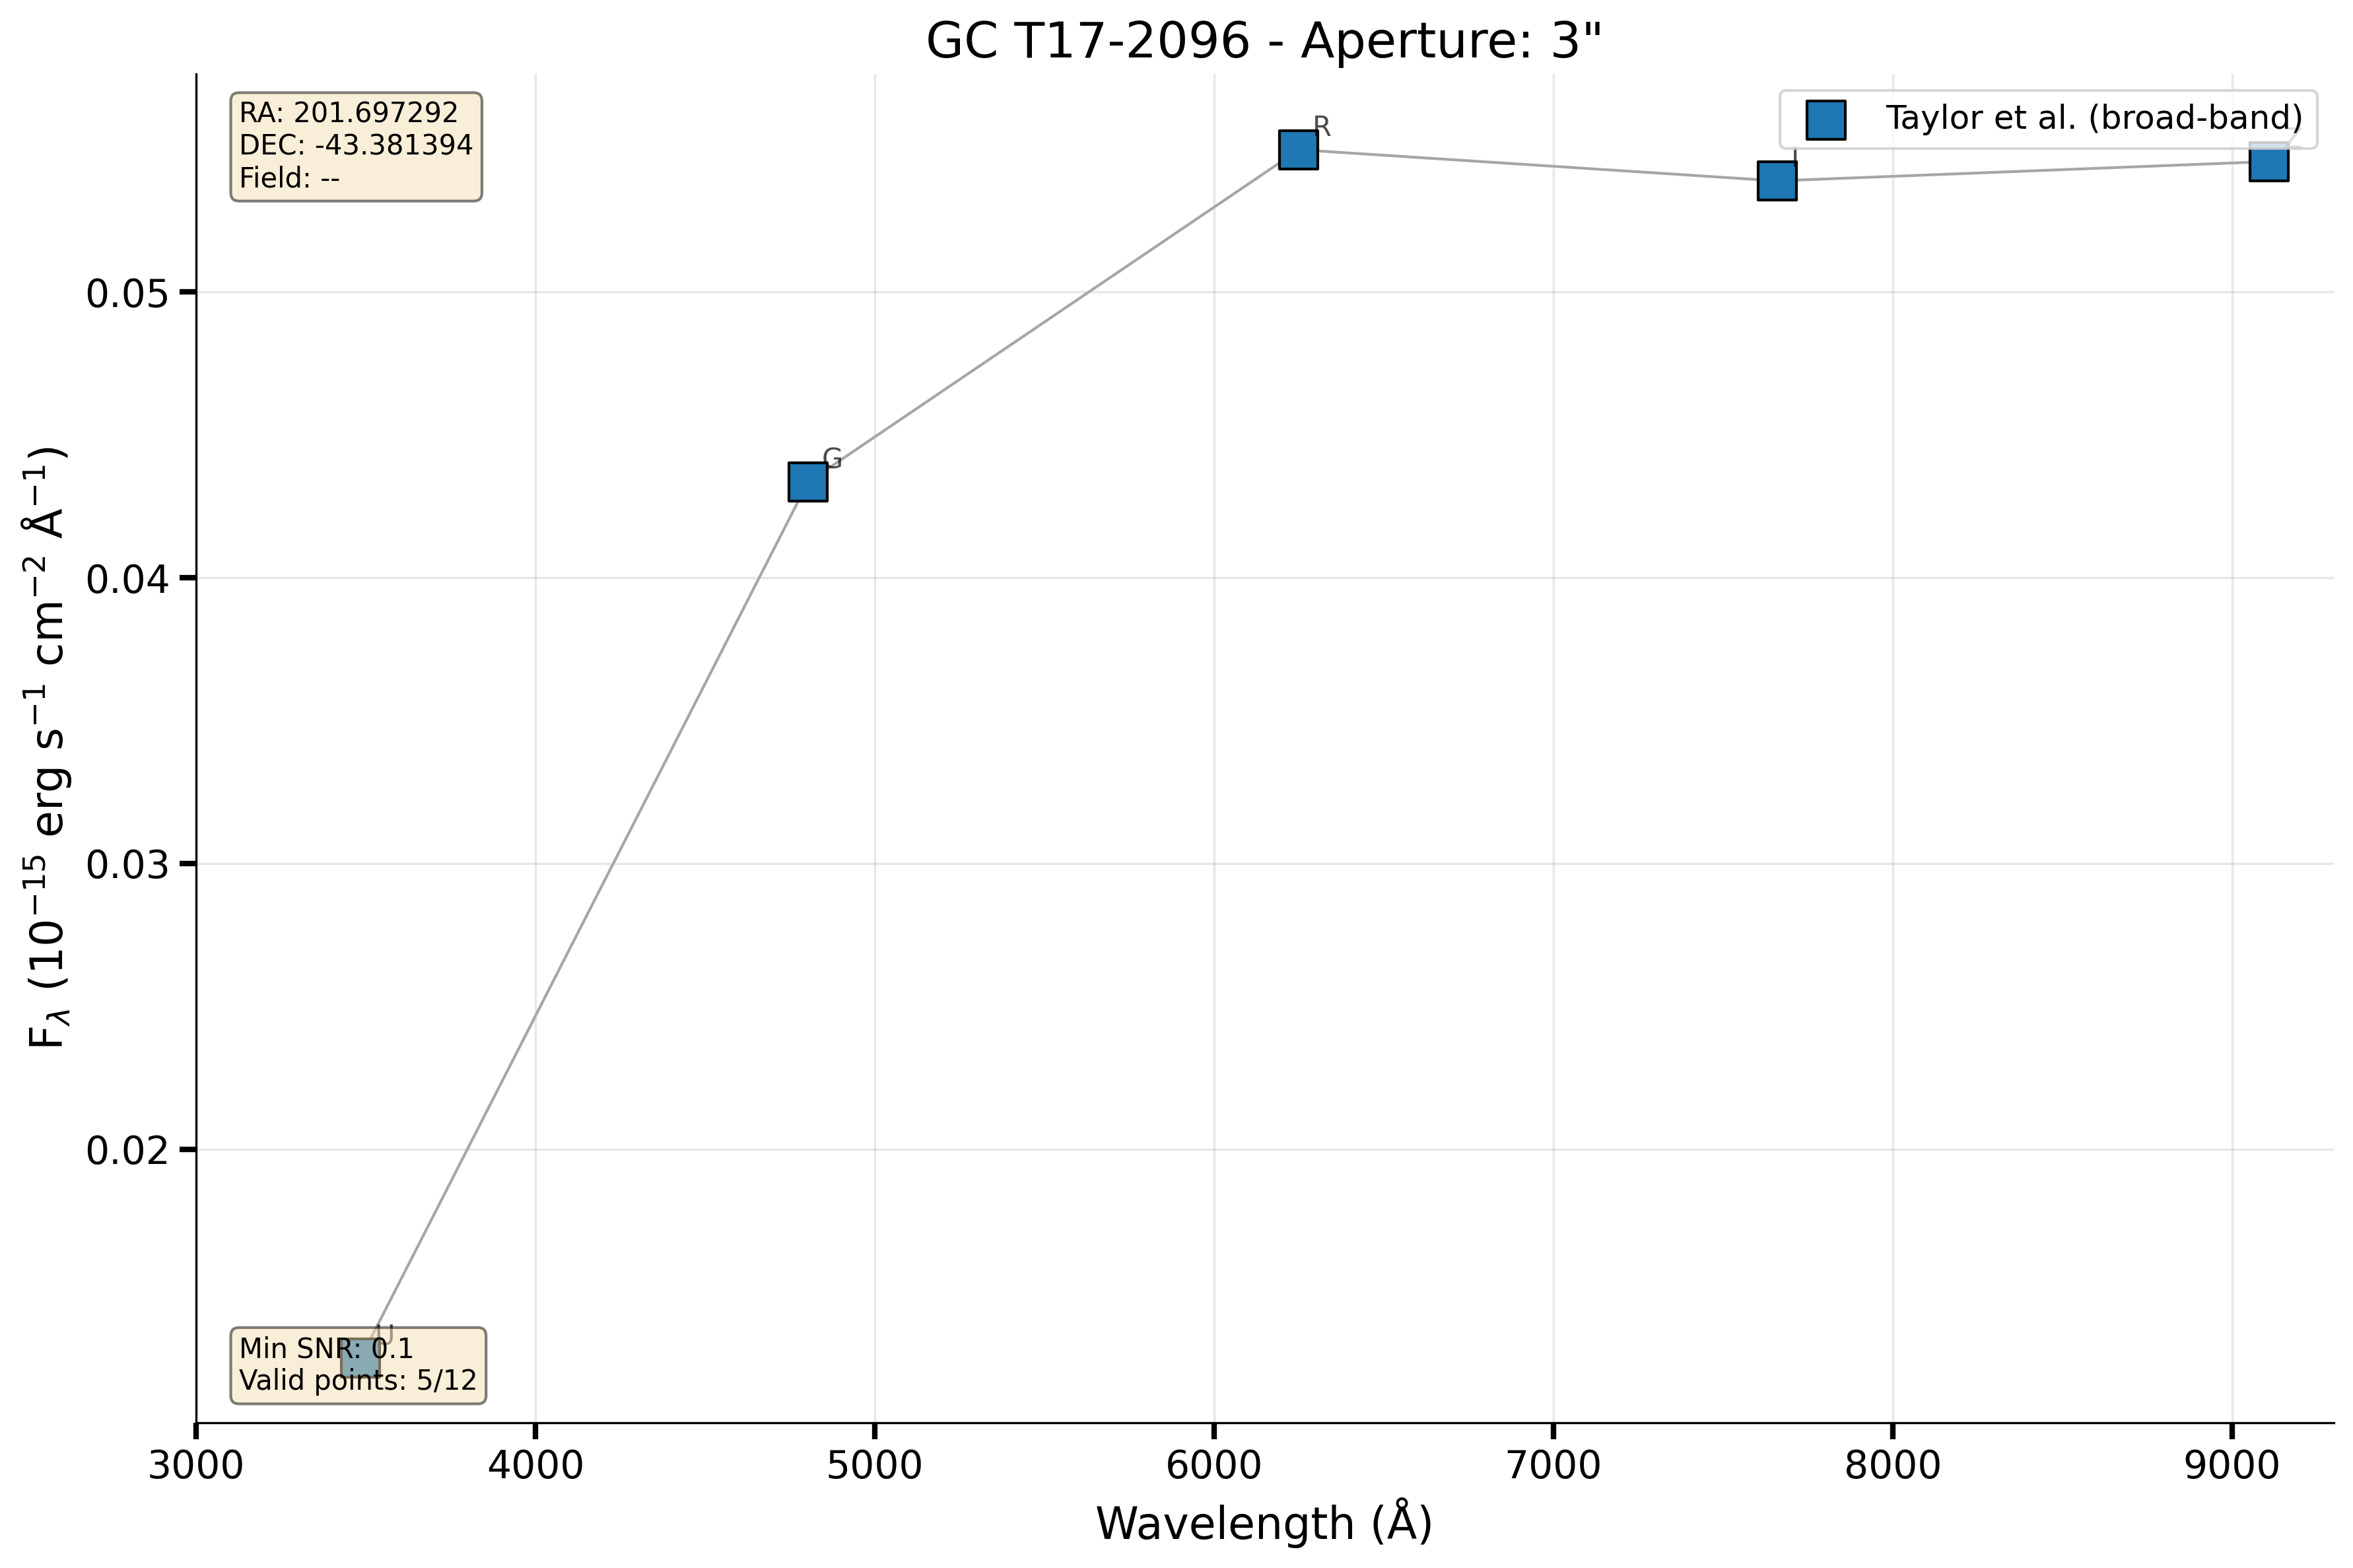 GC T17-2096 - Aperture: 3"
RA: 201.697292
DEC: -43.381394
Field: --
Taylor et al. (broad-band)
R
I
G
U
Min SNR: 0.1
Valid points: 5/12
0.05
0.04
0.03
0.02
F_λ (10⁻¹⁵ erg s⁻¹ cm⁻² Å⁻¹)
3000 4000 5000 6000 7000 8000 9000
Wavelength (Å)